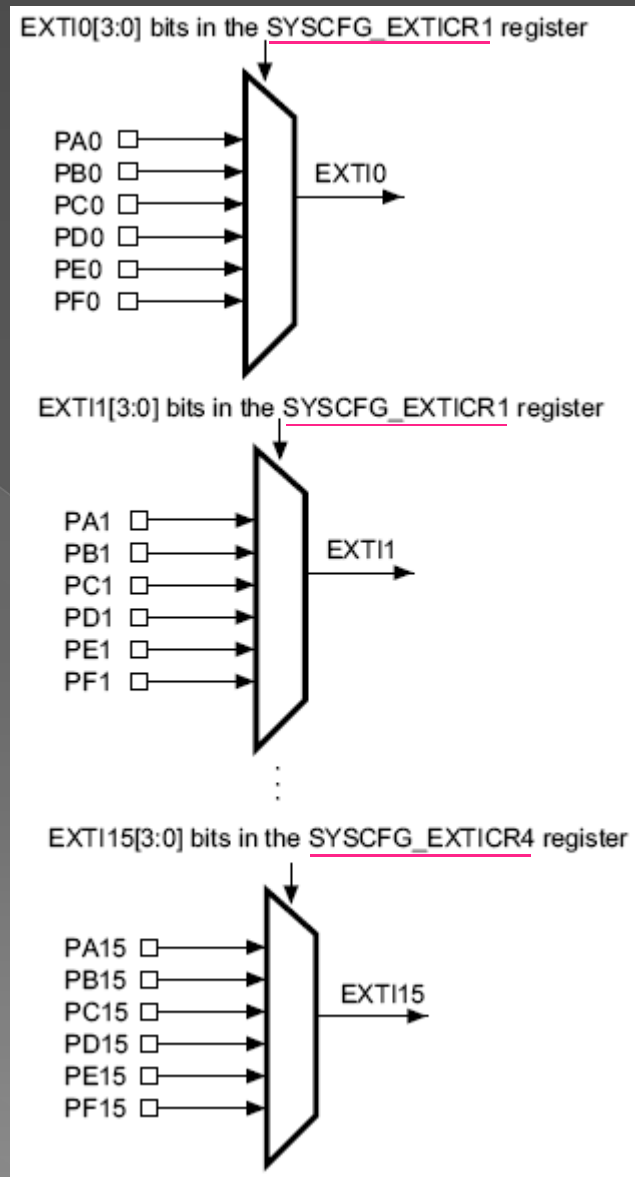 EXTI0[3:0] bits in the SYSCFG_EXTICR1 register
PA0
PB0
PC0
PD0
PE0
PF0
EXTI0
EXTI1[3:0] bits in the SYSCFG_EXTICR1 register
PA1
PB1
PC1
PD1
PE1
PF1
EXTI1
EXTI15[3:0] bits in the SYSCFG_EXTICR4 register
PA15
PB15
PC15
PD15
PE15
PF15
EXTI15